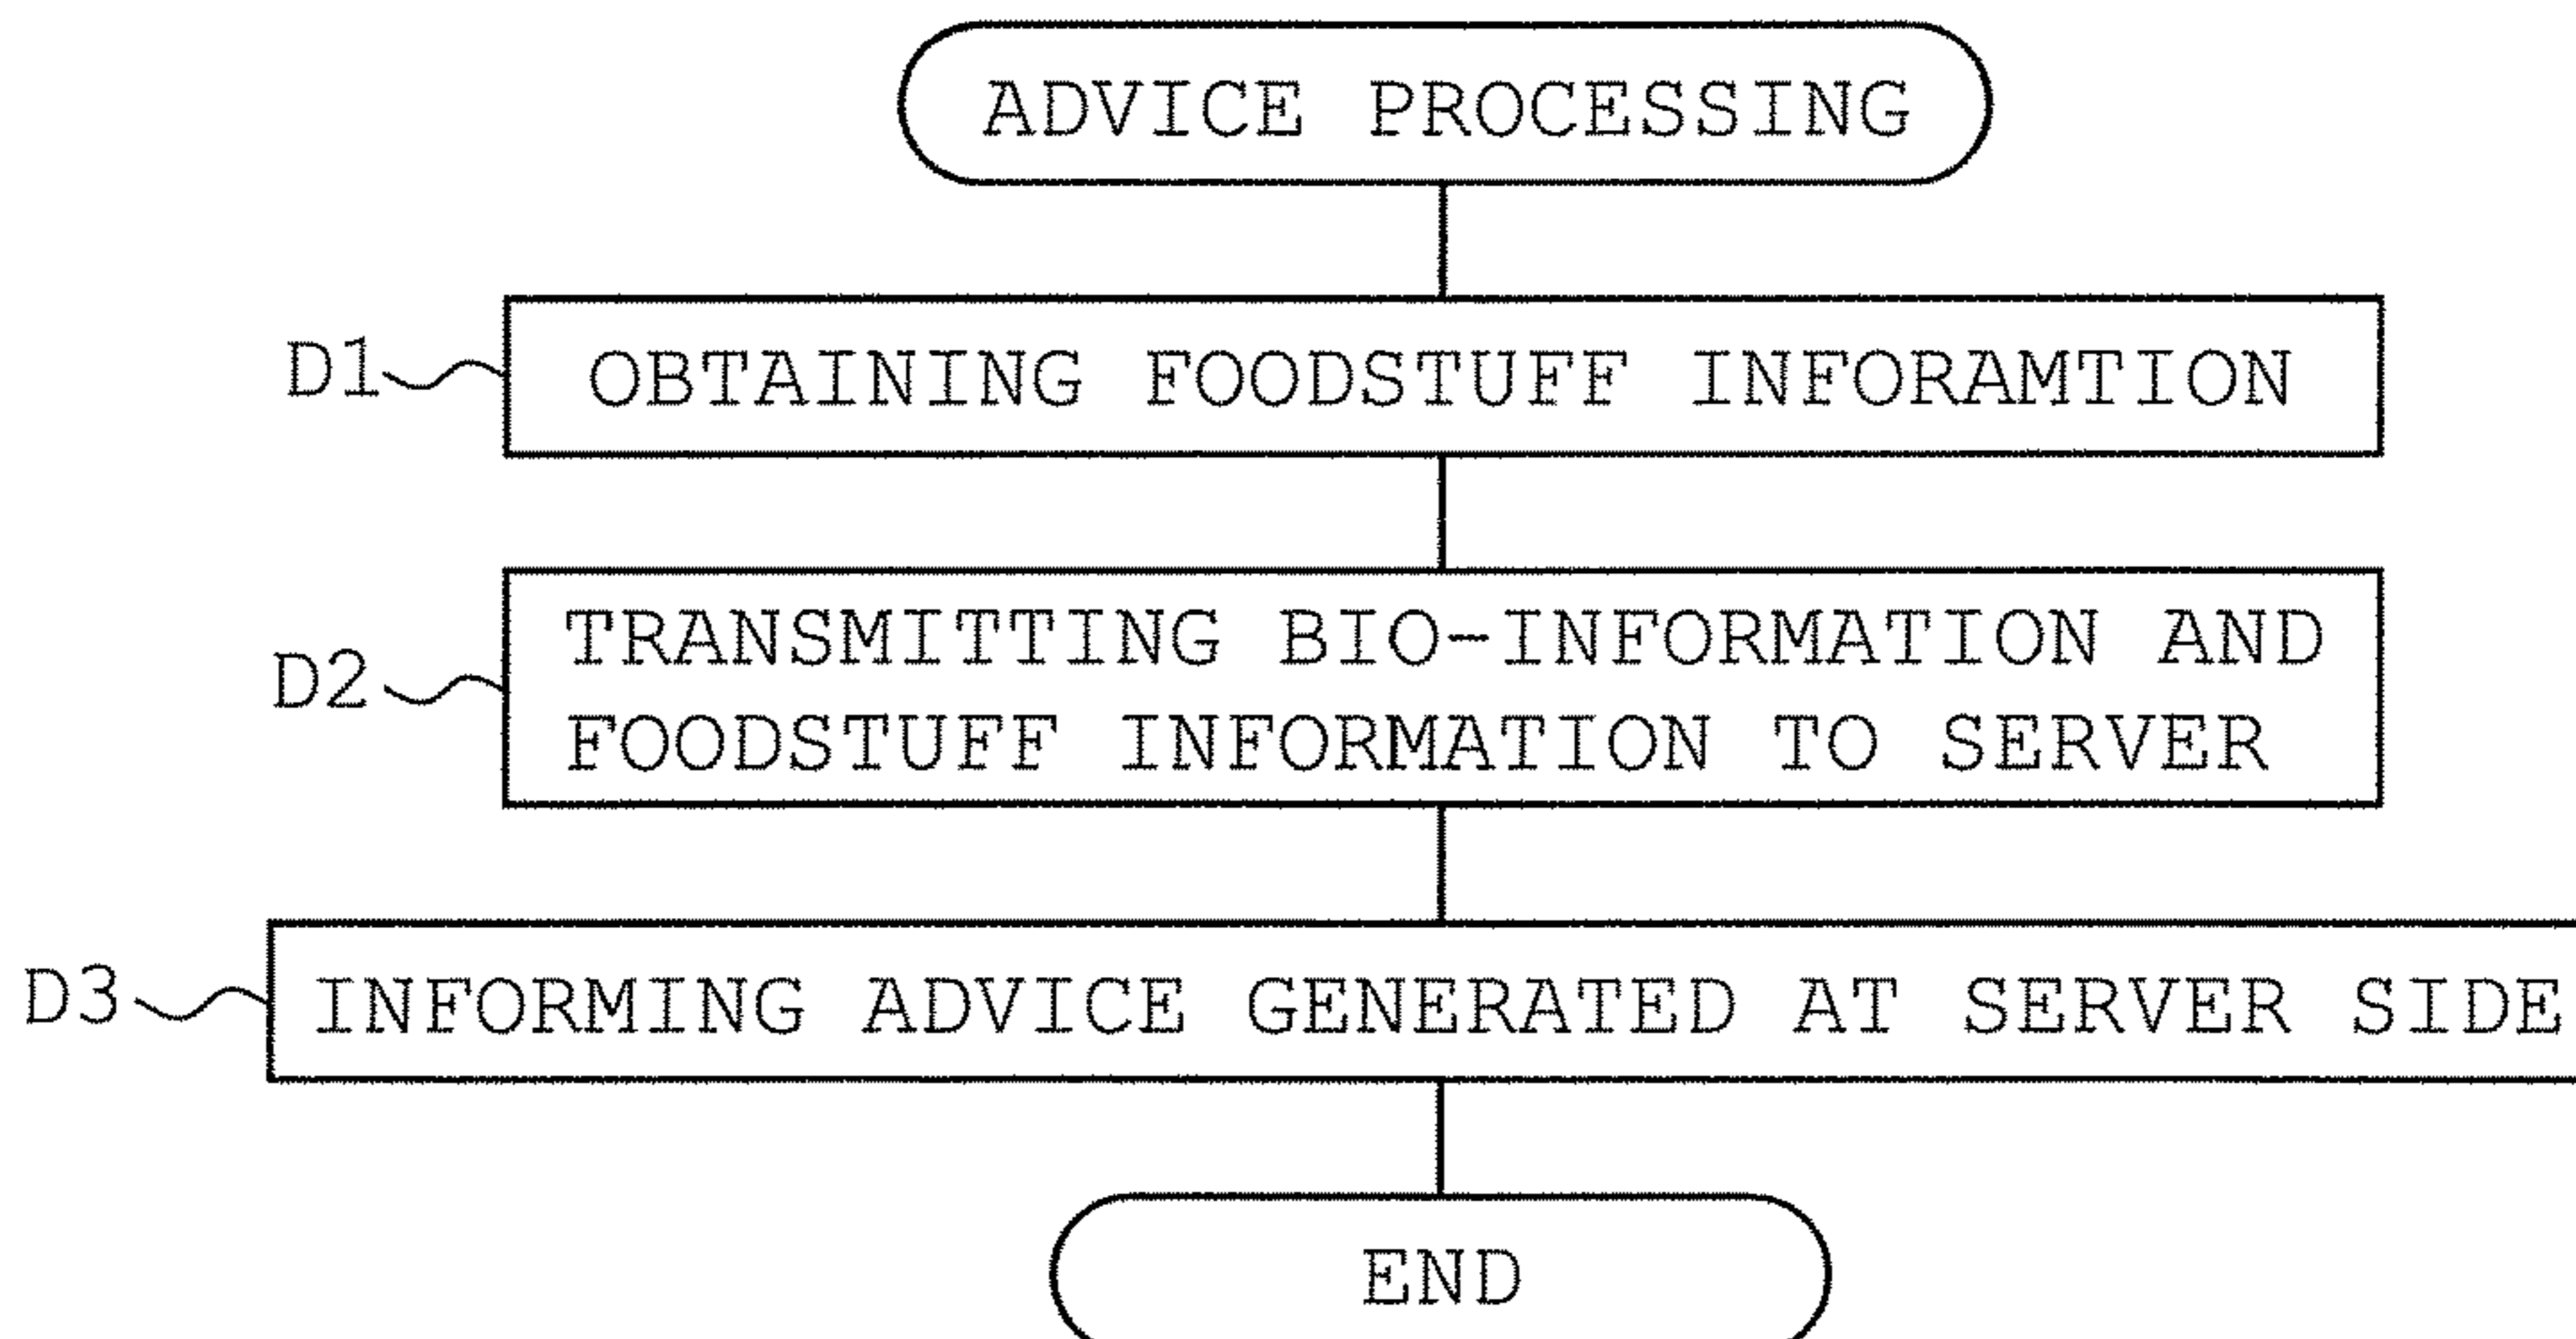 ADVICE PROCESSING
D1
OBTAINING FOODSTUFF INFORAMTION
D2
TRANSMITTING BIO-INFORMATION AND
FOODSTUFF INFORMATION TO SERVER
D3
INFORMING ADVICE GENERATED AT SERVER SIDE
END